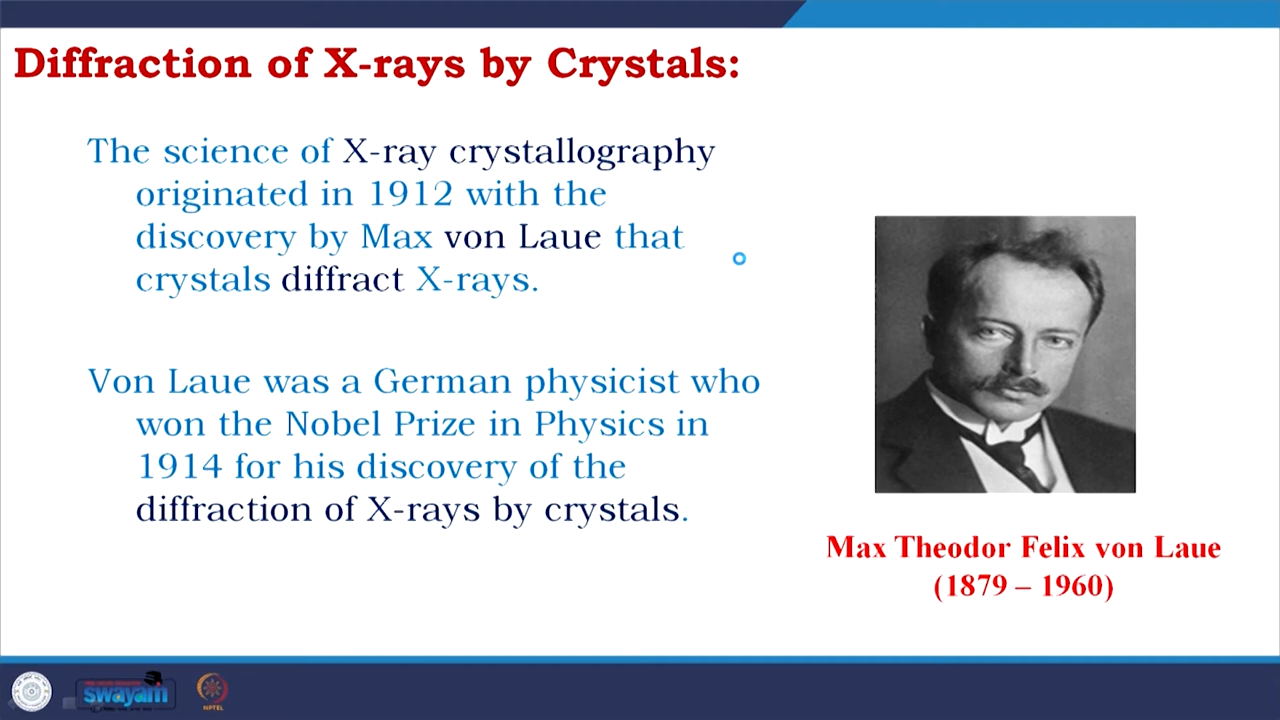 Diffraction of X-rays by Crystals:
The science of X-ray crystallography
originated in 1912 with the
discovery by Max von Laue that
crystals diffract X-rays.
Von Laue was a German physicist who
won the Nobel Prize in Physics in
1914 for his discovery of the
diffraction of X-rays by crystals.
Max Theodor Felix von Laue
(1879 – 1960)
swayam
NPTEL